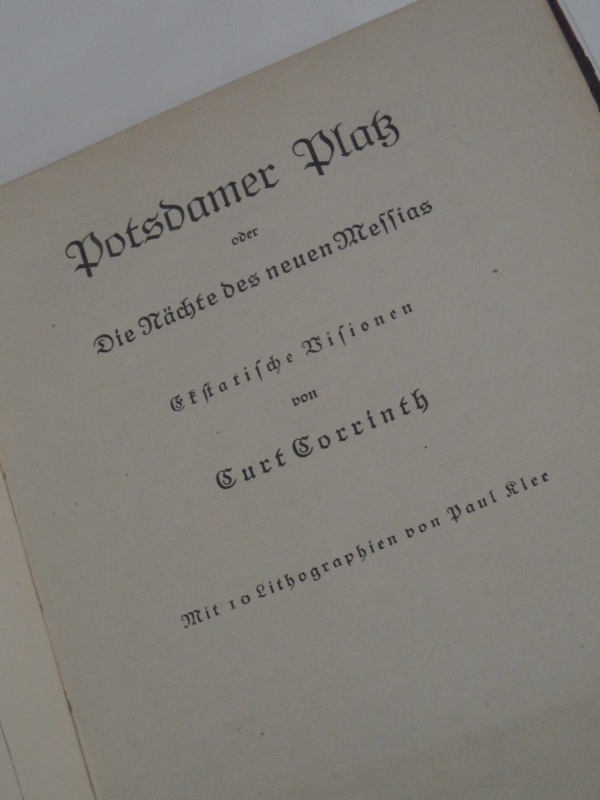 Potsdamer Platz
oder
Die Nächte des neuen Messias
Ekstatische Visionen
von
Curt Corrinth
Mit 10 Lithographien von Paul Klee